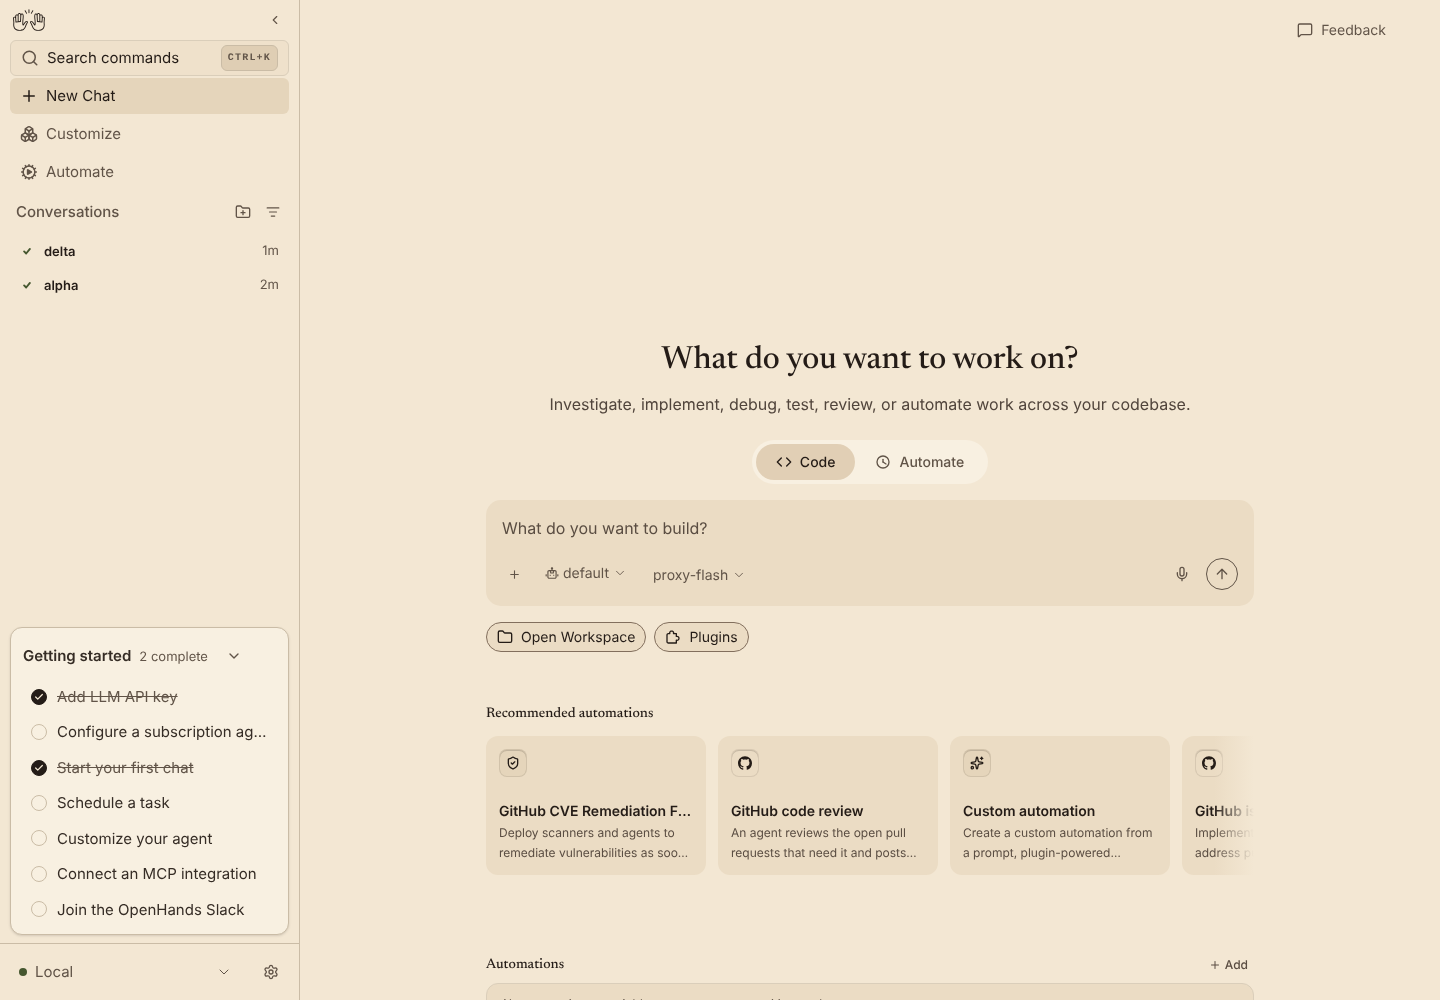 Search commands CTRL+K
New Chat
Customize
Automate
Conversations
delta 1m
alpha 2m
Getting started 2 complete
Add LLM API key
Configure a subscription ag...
Start your first chat
Schedule a task
Customize your agent
Connect an MCP integration
Join the OpenHands Slack
Local
Feedback
What do you want to work on?
Investigate, implement, debug, test, review, or automate work across your codebase.
Code Automate
What do you want to build?
default proxy-flash
Open Workspace Plugins
Recommended automations
GitHub CVE Remediation F...
Deploy scanners and agents to
remediate vulnerabilities as soo...
GitHub code review
An agent reviews the open pull
requests that need it and posts...
Custom automation
Create a custom automation from
a prompt, plugin-powered...
GitHub
address
Automations + Add